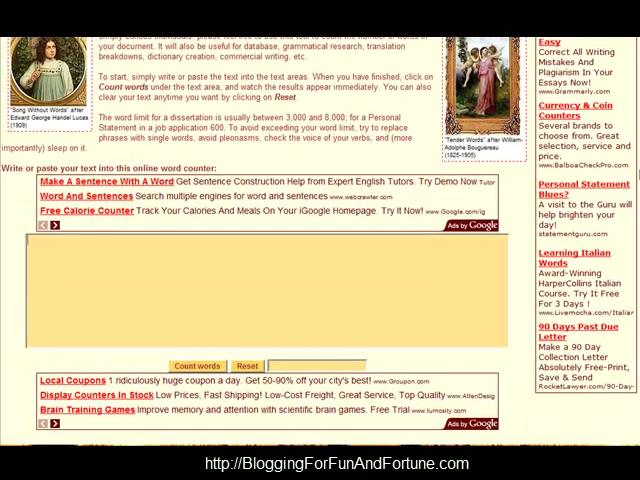 simply curious individuals. please feel free to use this tool to count the number of words in
your document. It will also be useful for database, grammatical research, translation
breakdowns, dictionary creation, commercial writing, etc.
To start, simply write or paste the text into the text areas. When you have finished, click on
Count words under the text area, and watch the results appear immediately. You can also
clear your text anytime you want by clicking on Reset.
"Song Without Words" after
Edward George Handel Lucas
(1909)
The word limit for a dissertation is usually between 3,000 and 8,000; for a Personal
Statement in a job application 600. To avoid exceeding your word limit, try to replace
phrases with single words, avoid pleonasms, check the voice of your verbs, and (more
importantly) sleep on it.
"Tender Words" after William-
Adolphe Bouguereau
(1825-1905)
Write or paste your text into this online word counter:
Make A Sentence With A Word Get Sentence Construction Help from Expert English Tutors. Try Demo Now Tutor
Word And Sentences Search multiple engines for word and sentences www.webcrawler.com
Free Calorie Counter Track Your Calories And Meals On Your iGoogle Homepage. Try It Now! www.Google.com/ig
Ads by Google
Count words Reset
Local Coupons 1 ridiculously huge coupon a day. Get 50-90% off your city's best! www.Groupon.com
Display Counters In Stock Low Prices, Fast Shipping! Low-Cost Freight, Great Service, Top Quality www.AllenDesig
Brain Training Games Improve memory and attention with scientific brain games. Free Trial www.lumosity.com
Ads by Google
Easy
Correct All Writing
Mistakes And
Plagiarism In Your
Essays Now!
www.Grammarly.com
Currency & Coin
Counters
Several brands to
choose from. Great
selection, service and
price.
www.BalboaCheckPro.com
Personal Statement
Blues?
A visit to the Guru will
help brighten your
day!
statementguru.com
Learning Italian
Words
Award-Winning
HarperCollins Italian
Course. Try It Free
For 3 Days !
www.Livemocha.com/Italian
90 Days Past Due
Letter
Make a 90 Day
Collection Letter
Absolutely Free-Print,
Save & Send
RocketLawyer.com/90-Day-
http://BloggingForFunAndFortune.com